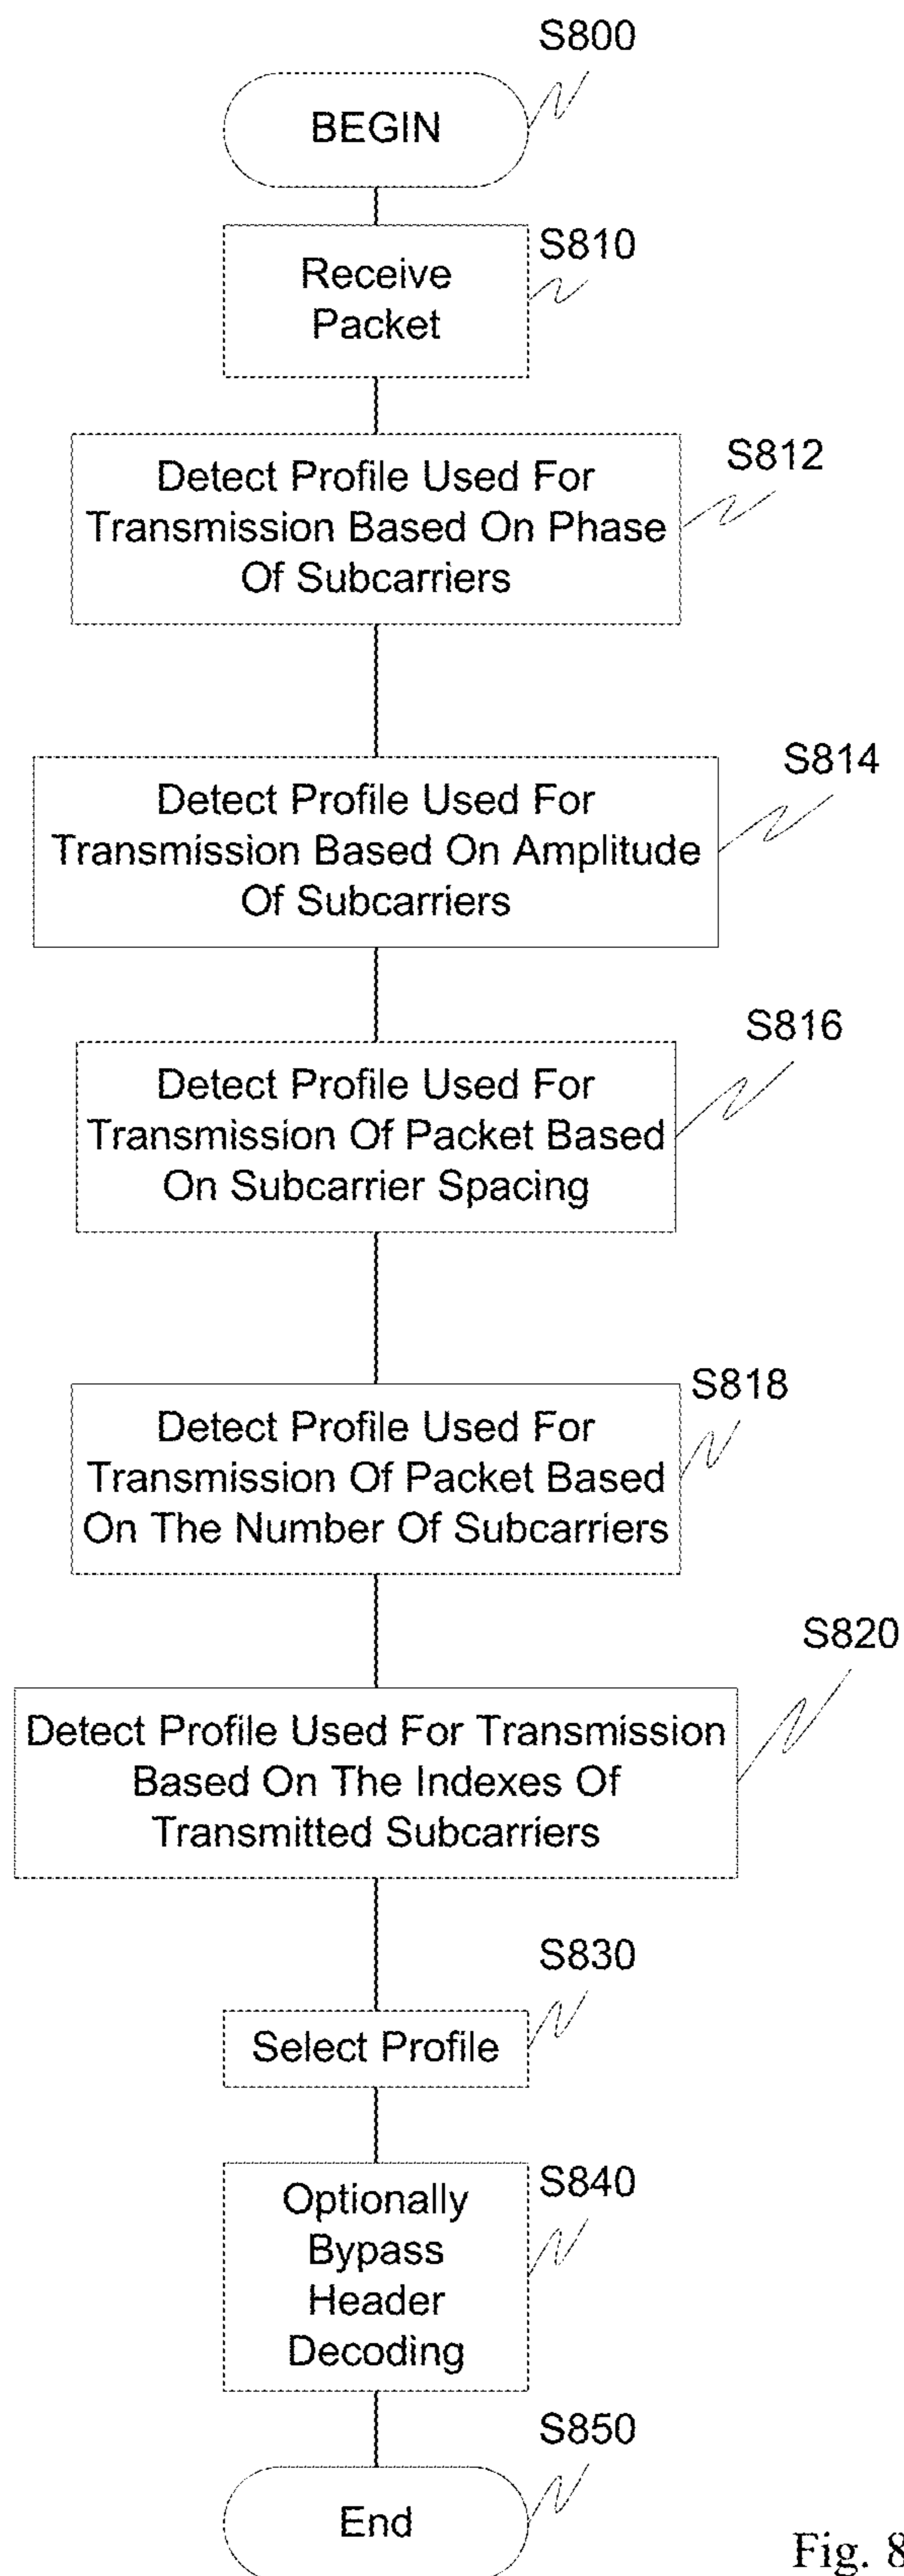 S800
BEGIN
S810
Receive
Packet
S812
Detect Profile Used For
Transmission Based On Phase
Of Subcarriers
S814
Detect Profile Used For
Transmission Based On Amplitude
Of Subcarriers
S816
Detect Profile Used For
Transmission Of Packet Based
On Subcarrier Spacing
S818
Detect Profile Used For
Transmission Of Packet Based
On The Number Of Subcarriers
S820
Detect Profile Used For Transmission
Based On The Indexes Of
Transmitted Subcarriers
S830
Select Profile
S840
Optionally
Bypass
Header
Decoding
S850
End
Fig. 8